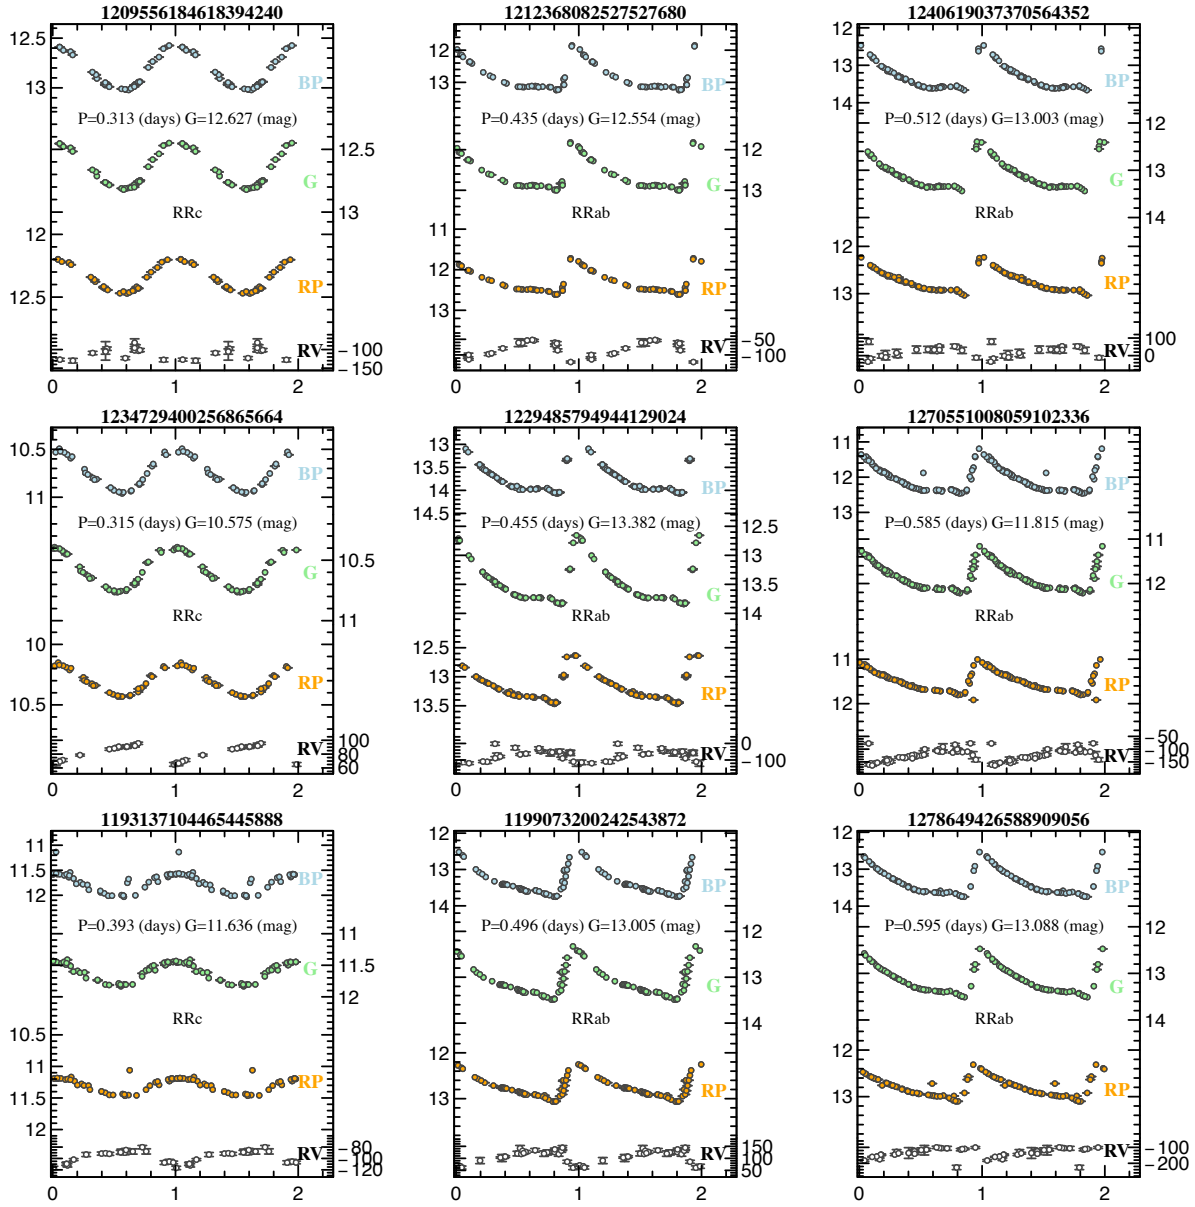 1209556184618394240
12.5
13
BP
P=0.313 (days) G=12.627 (mag)
12.5
G
13
RRc
12
12.5
RP
RV
−100
−150
0 1 2
1212368082527527680
12
13
BP
P=0.435 (days) G=12.554 (mag)
12
13
G
RRab
11
12
13
RP
RV
−50
−100
0 1 2
1240619037370564352
12
13
14
BP
P=0.512 (days) G=13.003 (mag)
12
13
G
14
RRab
12
13
RP
RV
100
0
0 1 2
1234729400256865664
10.5
11
BP
P=0.315 (days) G=10.575 (mag)
10.5
G
11
RRc
10
10.5
RP
RV
100
80
60
0 1 2
1229485794944129024
13
13.5
14
14.5
BP
P=0.455 (days) G=13.382 (mag)
12.5
13
13.5
14
G
RRab
12.5
13
13.5
RP
RV
0
−100
0 1 2
1270551008059102336
11
12
13
BP
P=0.585 (days) G=11.815 (mag)
11
12
G
RRab
11
12
RP
RV
−50
−100
−150
0 1 2
1193137104465445888
11
11.5
12
BP
P=0.393 (days) G=11.636 (mag)
11
11.5
12
G
RRc
10.5
11
11.5
12
RP
RV
−80
−100
−120
0 1 2
1199073200242543872
12
13
14
BP
P=0.496 (days) G=13.005 (mag)
12
13
14
G
RRab
12
13
RP
RV
150
100
50
0 1 2
1278649426588909056
12
13
14
BP
P=0.595 (days) G=13.088 (mag)
12
13
14
G
RRab
12
13
RP
RV
−100
−200
0 1 2